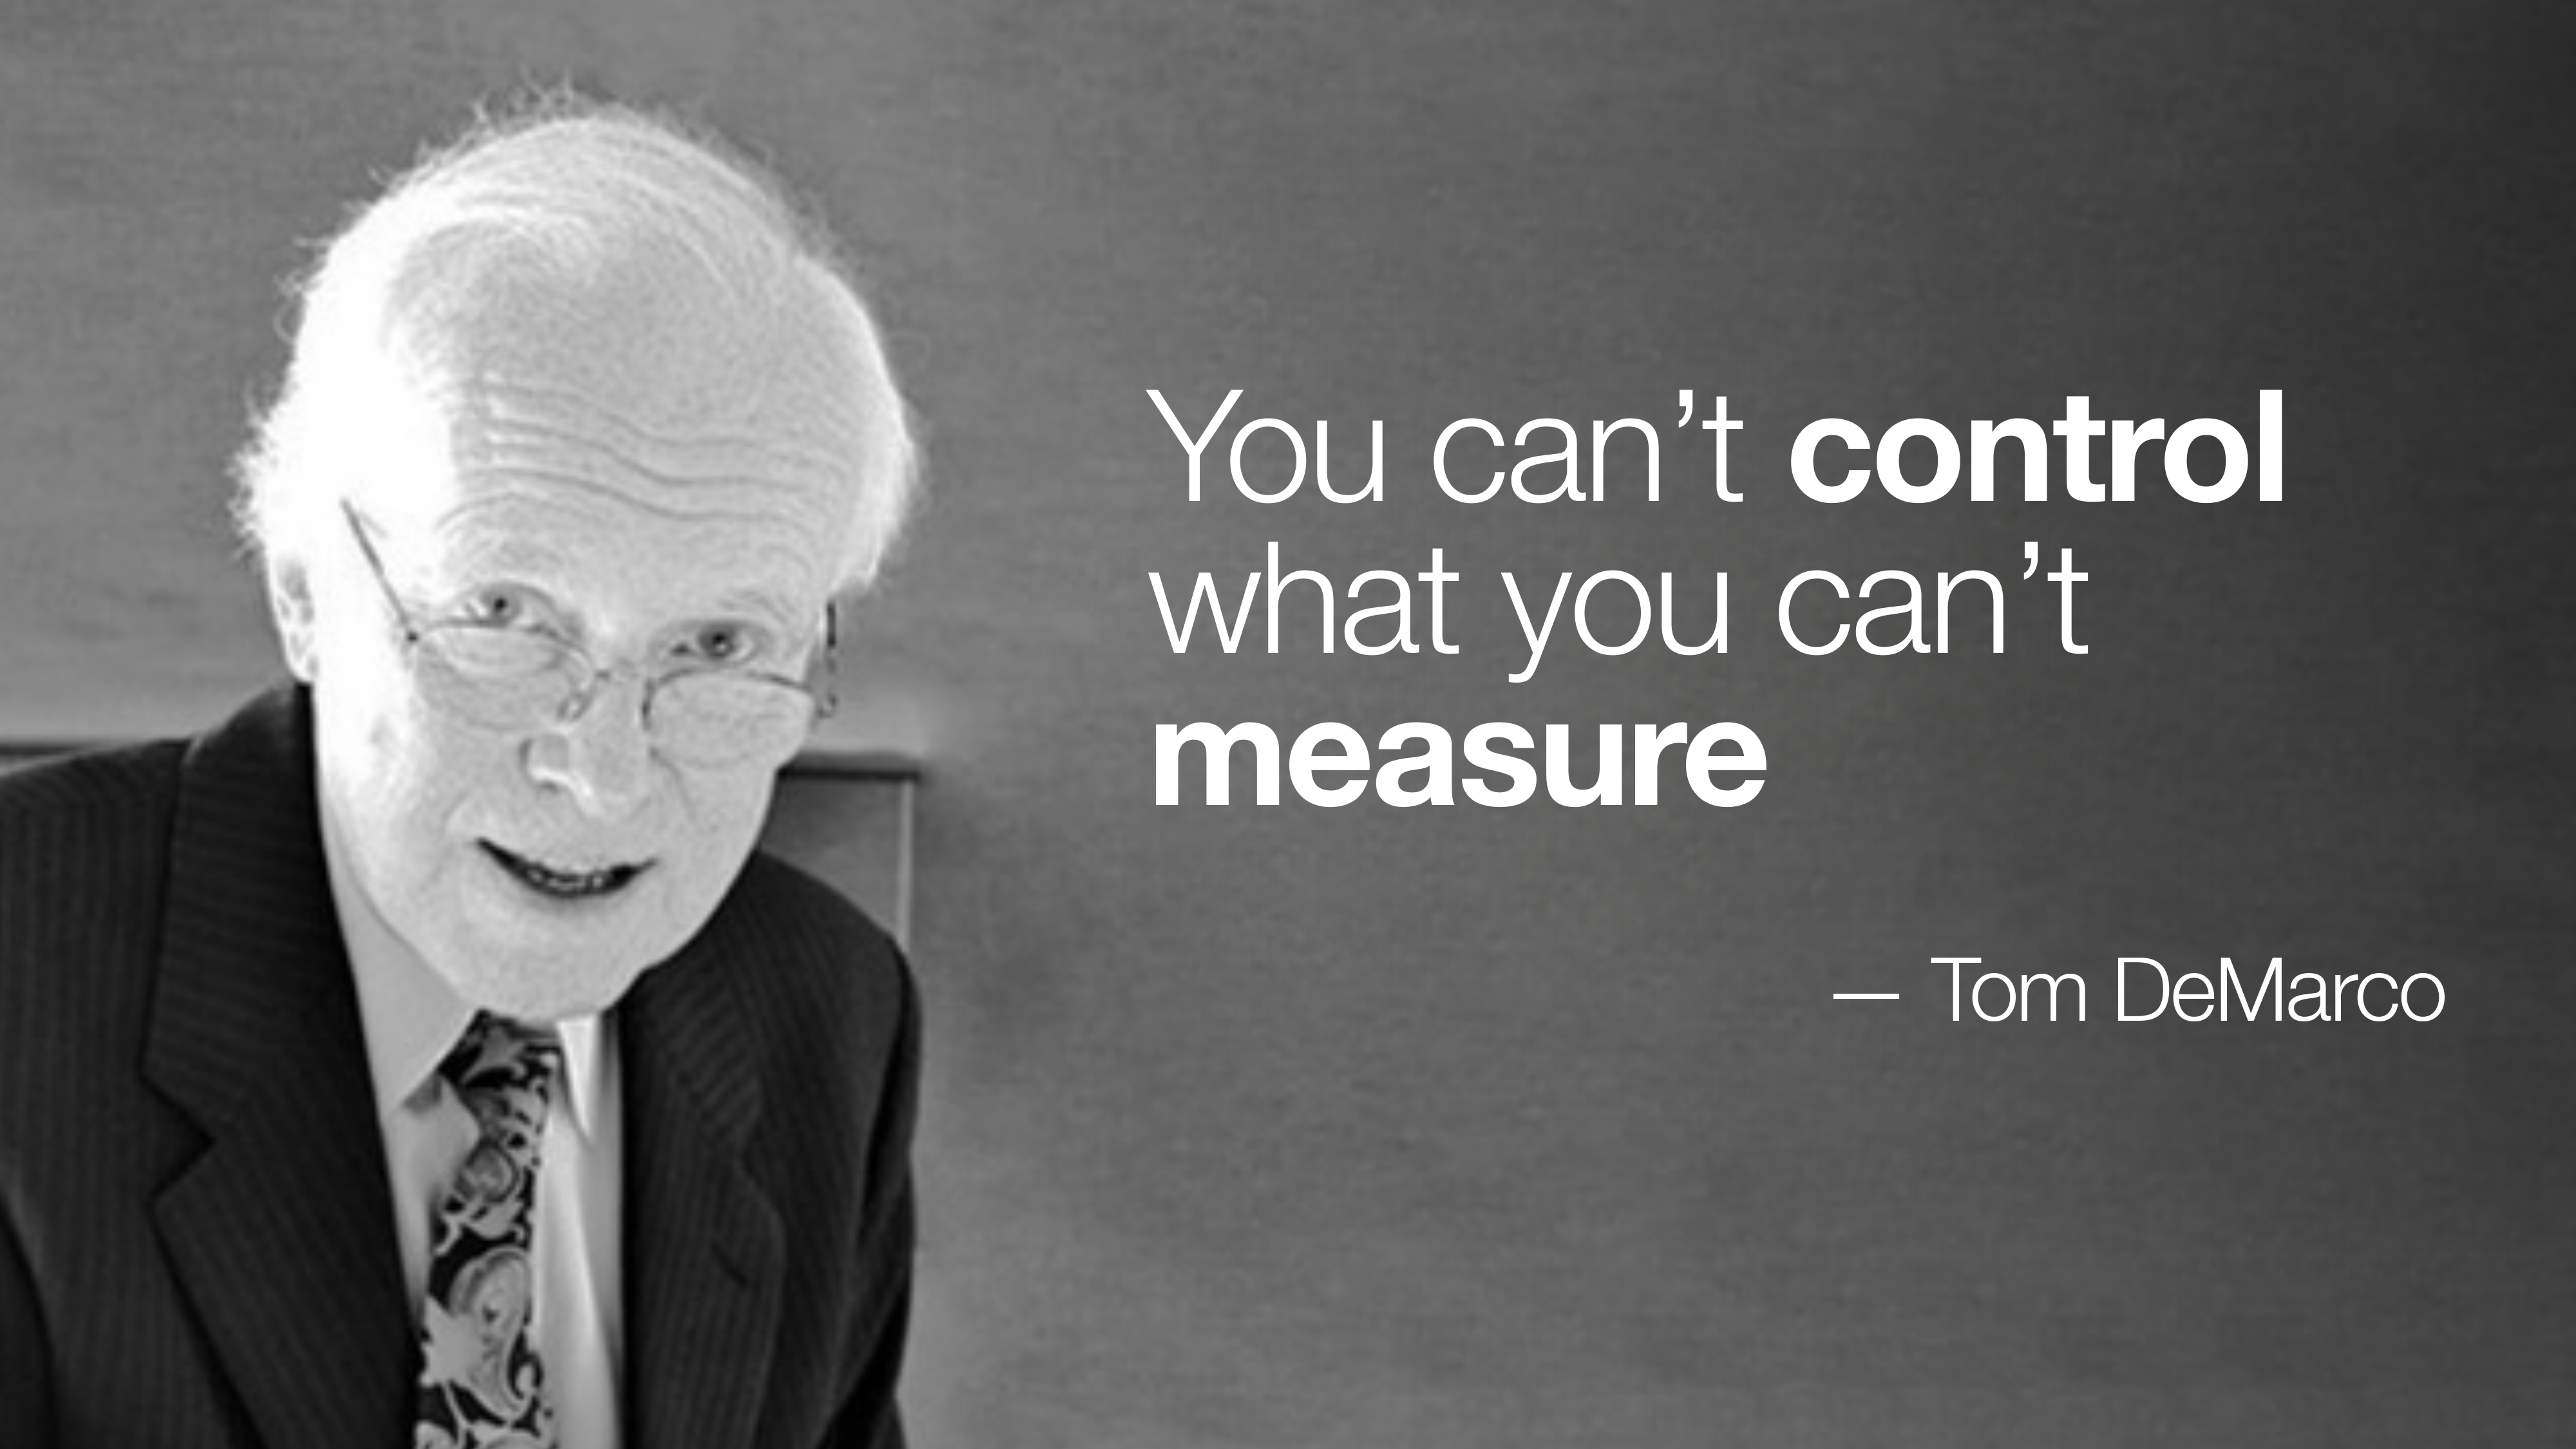 You can’t control
what you can’t
measure
— Tom DeMarco